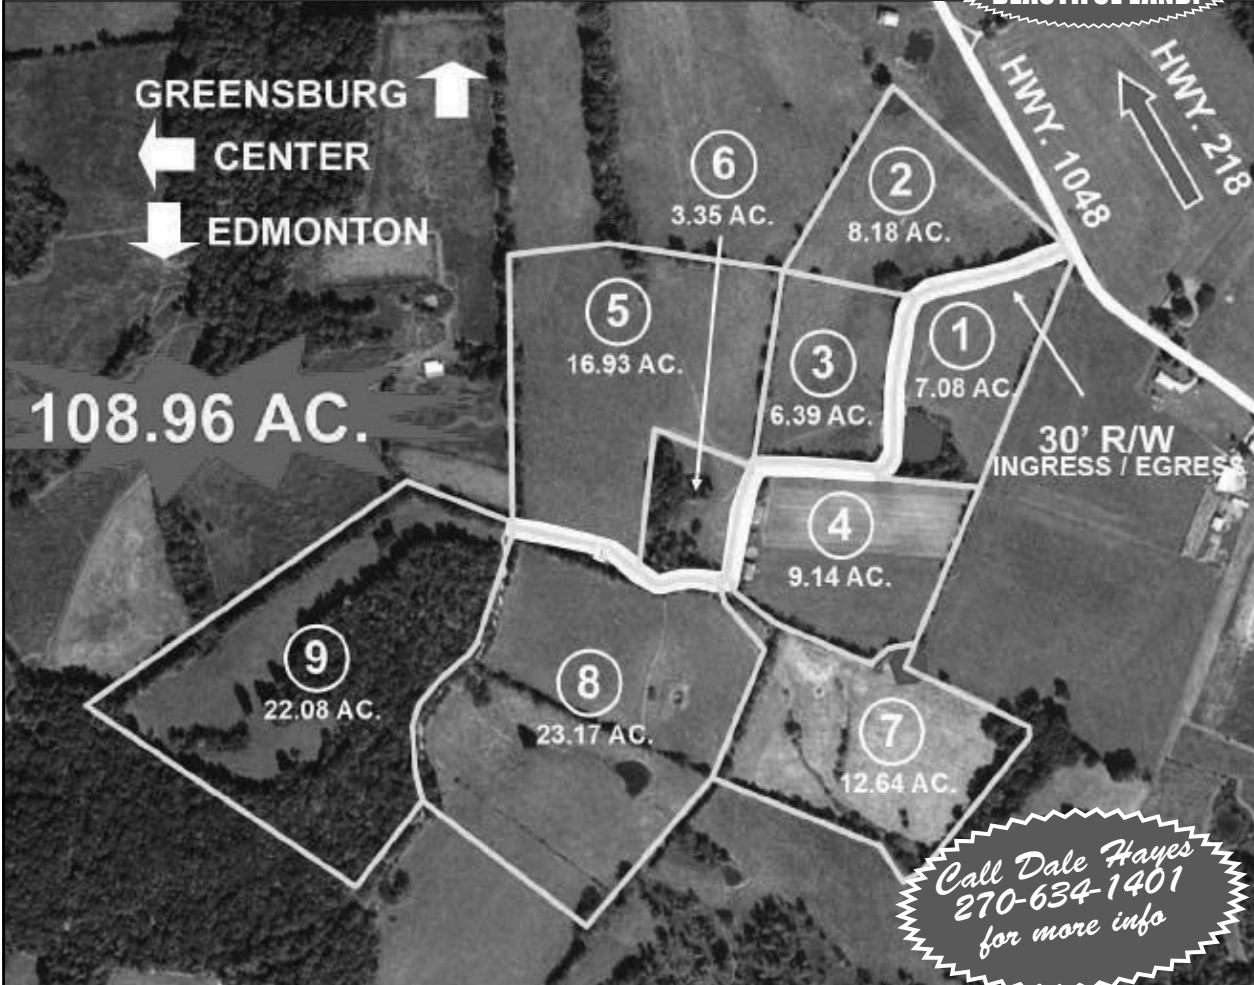 BEAUTIFUL LAND!
GREENSBURG
CENTER
EDMONTON
HWY. 1048
HWY. 218
6
3.35 AC.
2
8.18 AC.
5
16.93 AC.
3
6.39 AC.
1
7.08 AC.
108.96 AC.
30’ R/W
INGRESS / EGRESS
4
9.14 AC.
9
22.08 AC.
8
23.17 AC.
7
12.64 AC.
Call Dale Hayes
270-634-1401
for more info